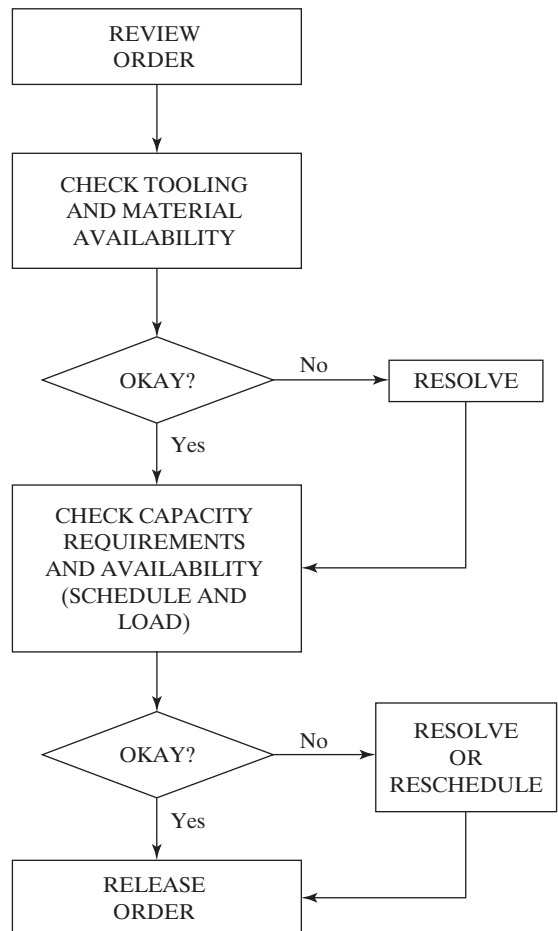 REVIEW
ORDER
CHECK TOOLING
AND MATERIAL
AVAILABILITY
OKAY?
No
RESOLVE
Yes
CHECK CAPACITY
REQUIREMENTS
AND AVAILABILITY
(SCHEDULE AND
LOAD)
OKAY?
No
RESOLVE
OR
RESCHEDULE
Yes
RELEASE
ORDER